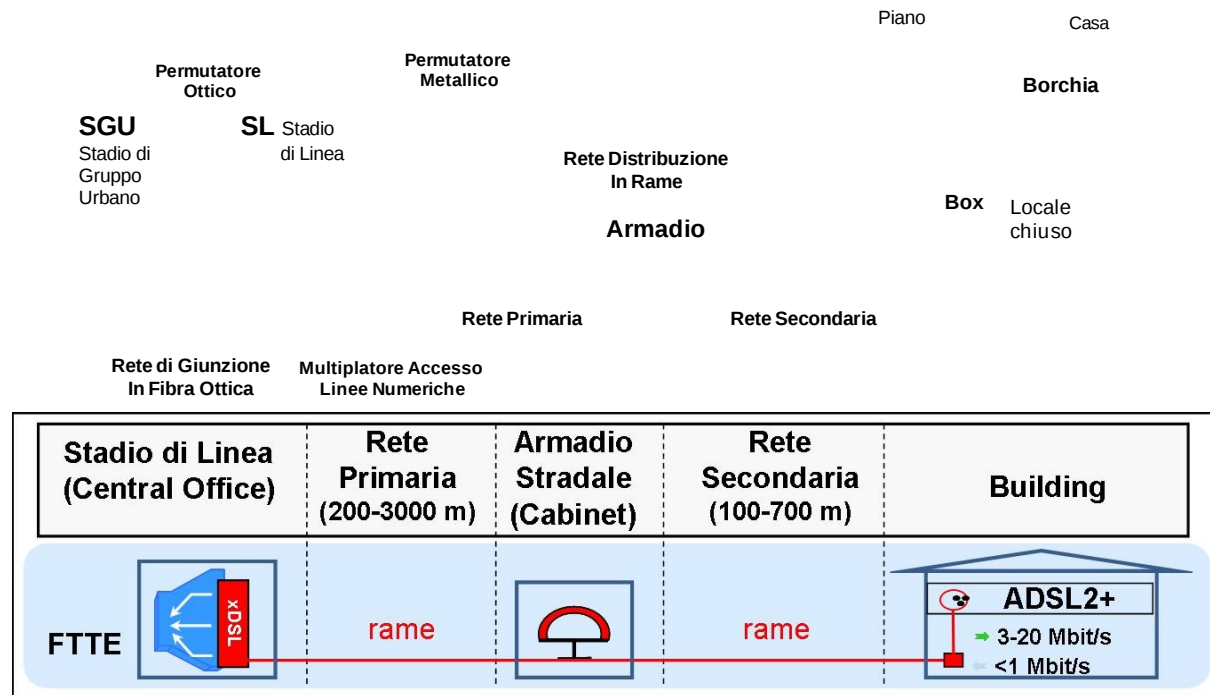 Piano
Casa
Permutatore
Ottico
Permutatore
Metallico
Borchia
SGU
Stadio di
Gruppo
Urbano
SL Stadio
di Linea
Rete Distribuzione
In Rame
Armadio
Box
Locale
chiuso
Rete Primaria
Rete Secondaria
Rete di Giunzione
In Fibra Ottica
Multiplatore Accesso
Linee Numeriche
Stadio di Linea
(Central Office)
Rete
Primaria
(200-3000 m)
Armadio
Stradale
(Cabinet)
Rete
Secondaria
(100-700 m)
Building
FTTE
xDSL
rame
rame
ADSL2+
3-20 Mbit/s
<1 Mbit/s